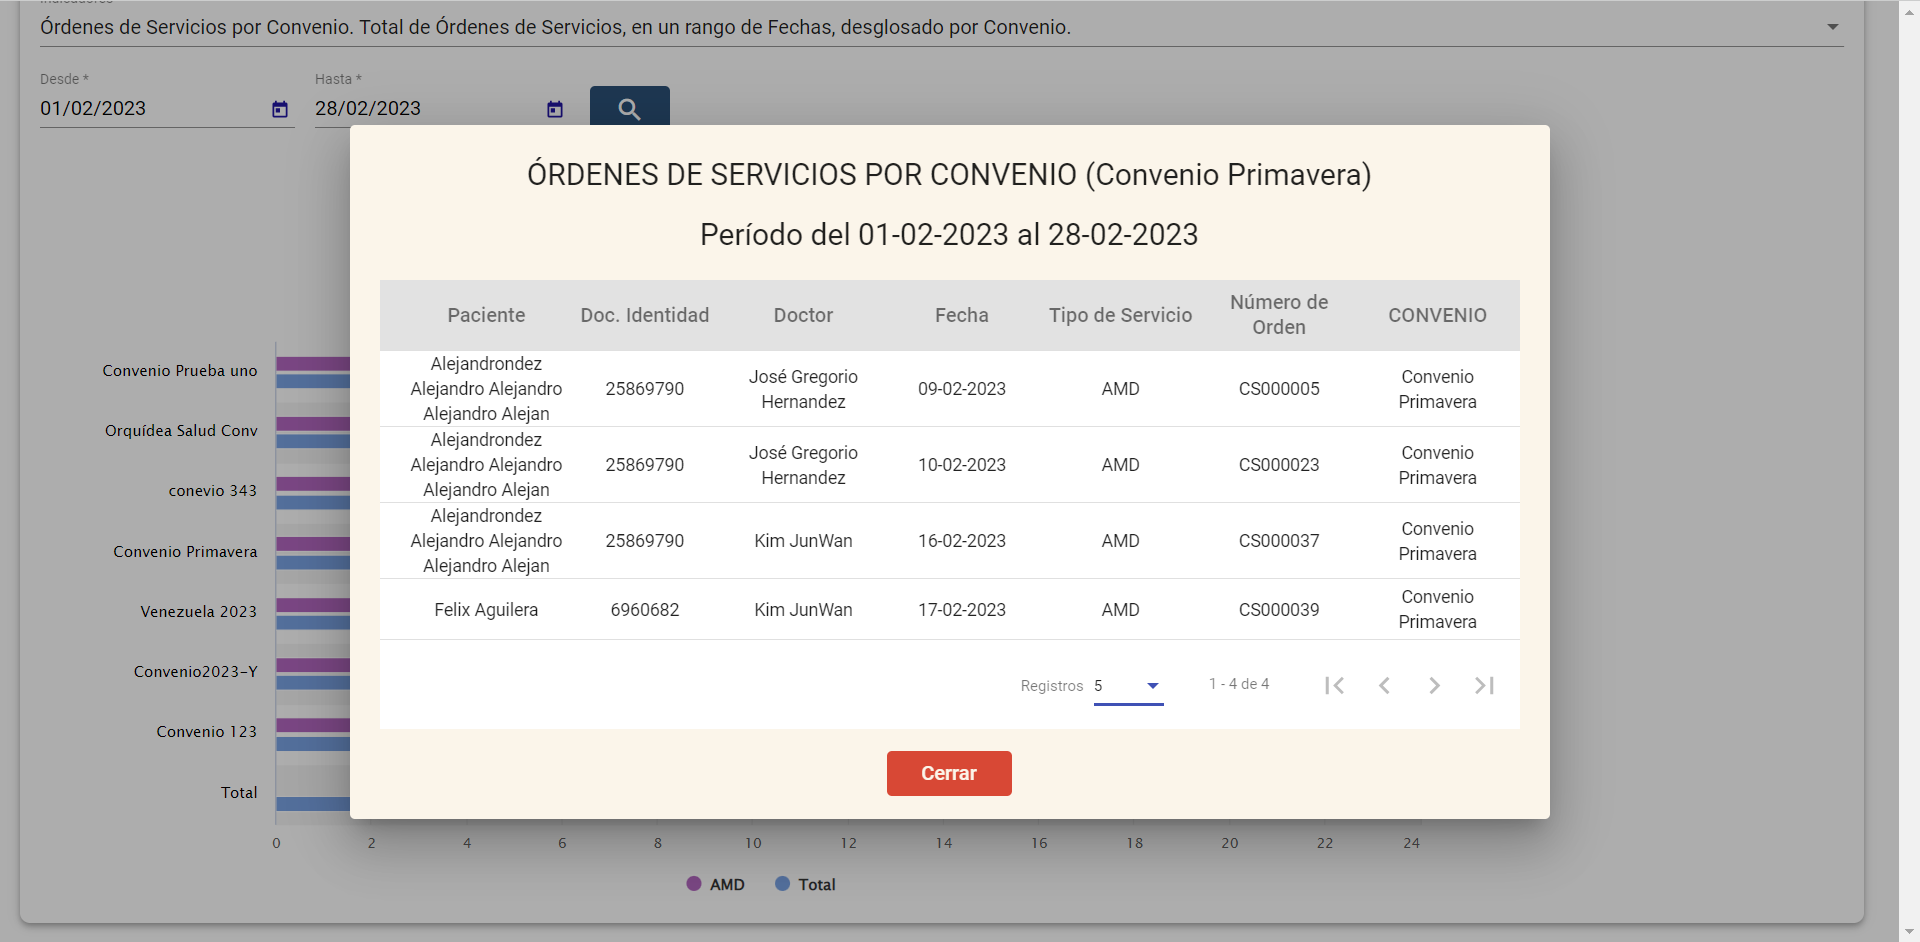 Indicadores
Órdenes de Servicios por Convenio. Total de Órdenes de Servicios, en un rango de Fechas, desglosado por Convenio.
Desde *
Hasta *
01/02/2023
28/02/2023
ÓRDENES DE SERVICIOS POR CONVENIO (Convenio Primavera)
Período del 01-02-2023 al 28-02-2023
Paciente Doc. Identidad Doctor Fecha Tipo de Servicio Número de Orden CONVENIO
Alejandrondez Alejandro Alejandro Alejandro Alejan 25869790 José Gregorio Hernandez 09-02-2023 AMD CS000005 Convenio Primavera
Alejandrondez Alejandro Alejandro Alejandro Alejan 25869790 José Gregorio Hernandez 10-02-2023 AMD CS000023 Convenio Primavera
Alejandrondez Alejandro Alejandro Alejandro Alejan 25869790 Kim JunWan 16-02-2023 AMD CS000037 Convenio Primavera
Felix Aguilera 6960682 Kim JunWan 17-02-2023 AMD CS000039 Convenio Primavera
Registros 5 1 - 4 de 4
Cerrar
Convenio Prueba uno
Orquídea Salud Conv
conevio 343
Convenio Primavera
Venezuela 2023
Convenio2023-Y
Convenio 123
Total
0 2 4 6 8 10 12 14 16 18 20 22 24
AMD Total